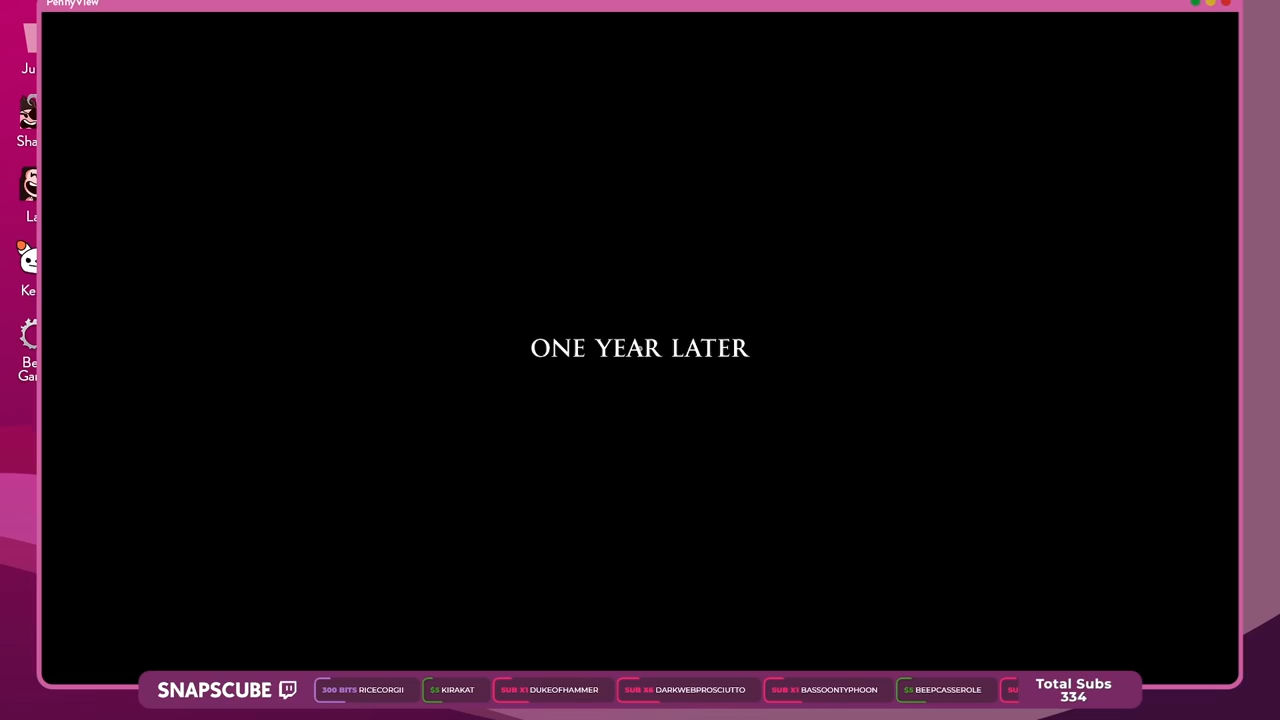 PennyView
Ju
Sha
La
Ke
Be
Gar
ONE YEAR LATER
SNAPSCUBE
300 BITS RICECORGII
$5 KIRAKAT
SUB X1 DUKEOFHAMMER
SUB X6 DARKWEBPROSCIUTTO
SUB X1 BASSOONTYPHOON
$5 BEEPCASSEROLE
SU
Total Subs
334